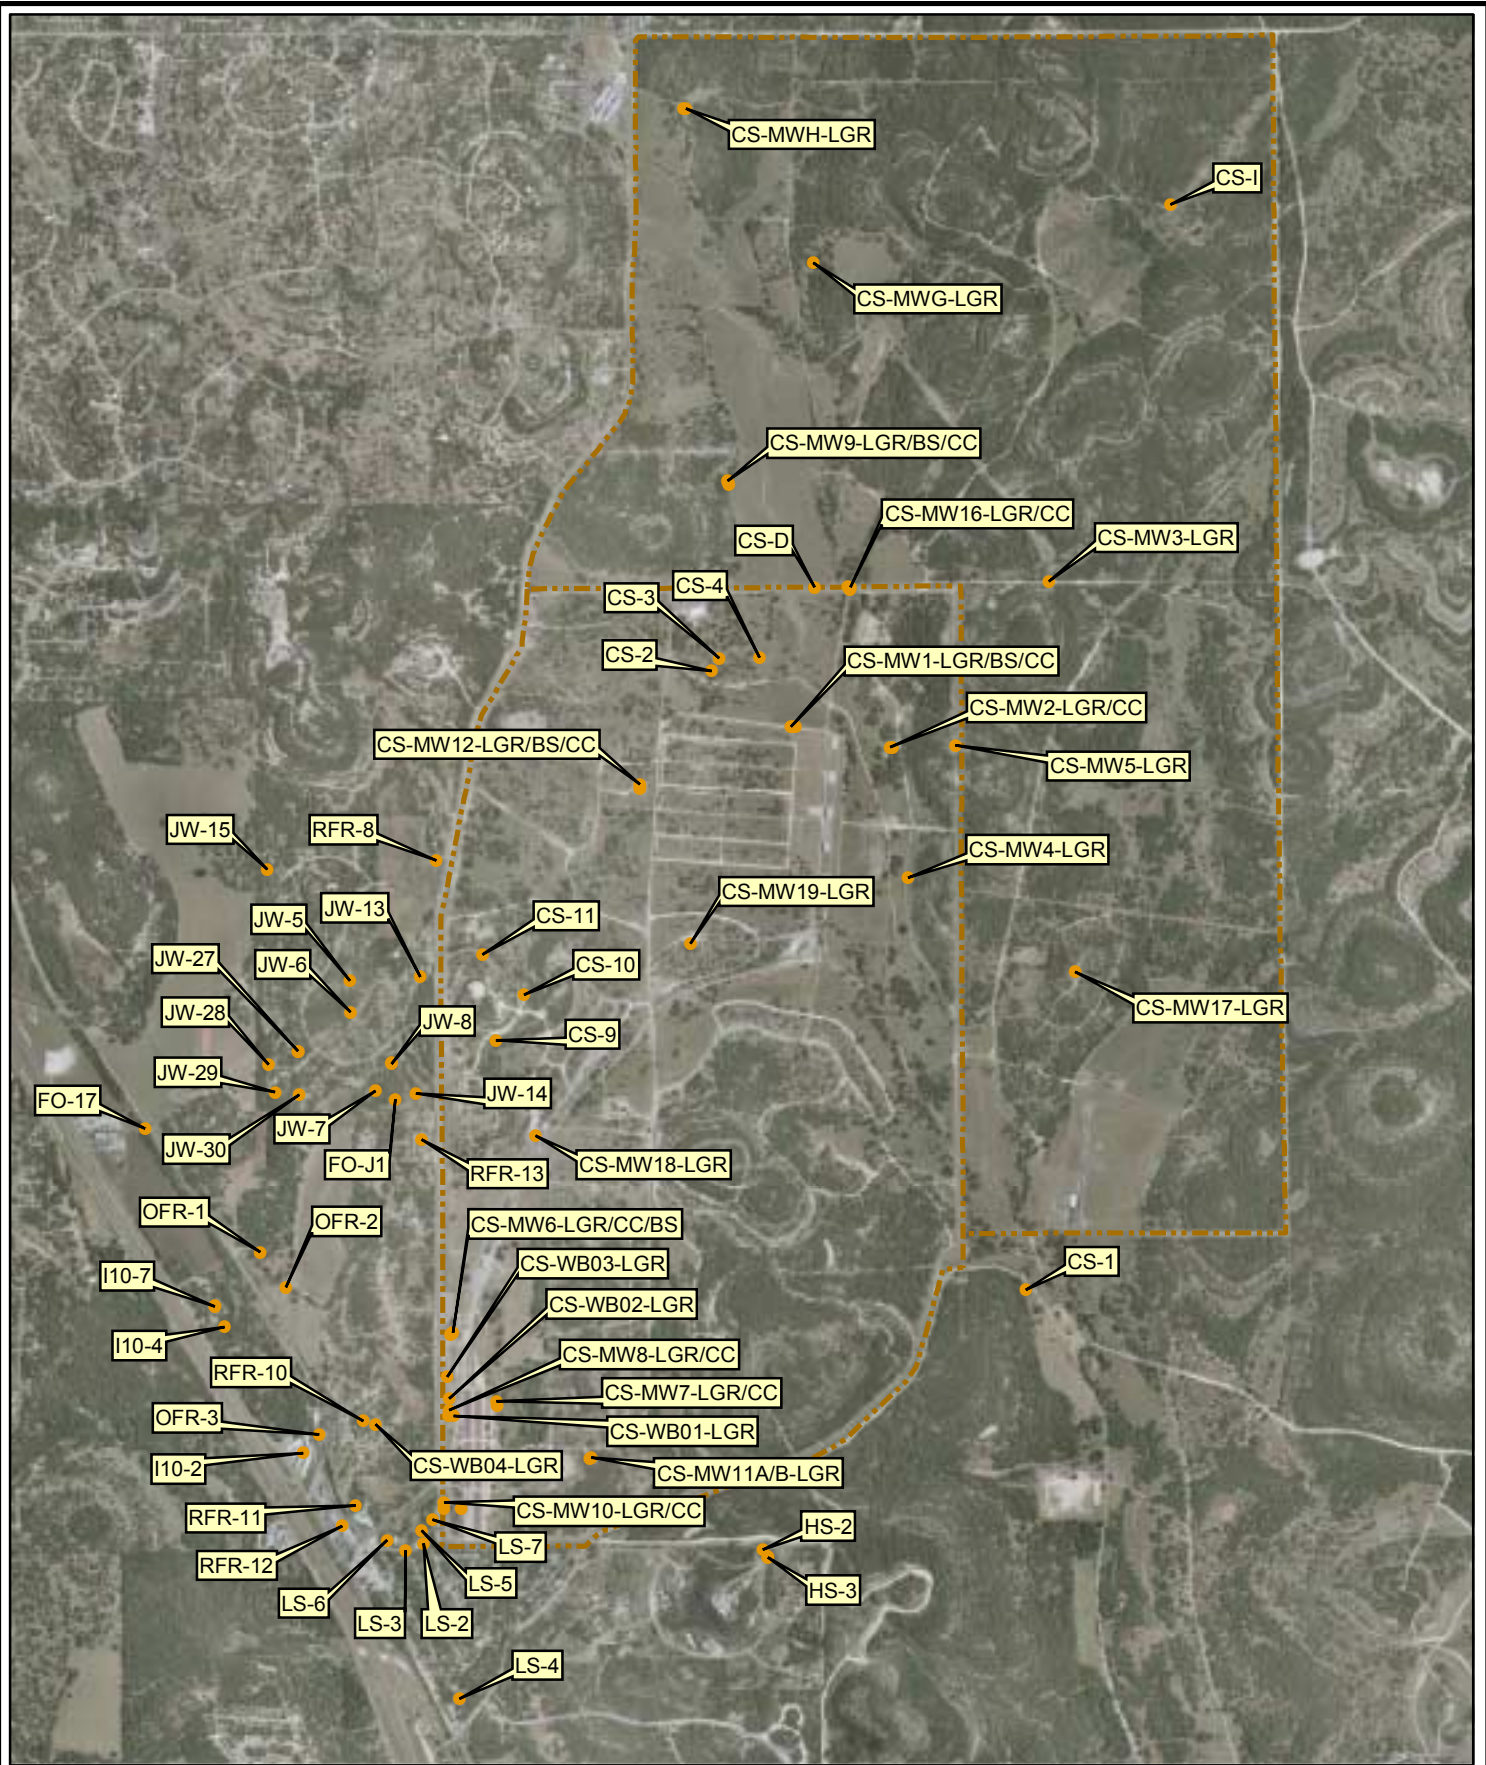 CS-MWH-LGR
CS-I
CS-MWG-LGR
CS-MW9-LGR/BS/CC
CS-MW16-LGR/CC
CS-D
CS-MW3-LGR
CS-4
CS-3
CS-2
CS-MW1-LGR/BS/CC
CS-MW2-LGR/CC
CS-MW12-LGR/BS/CC
CS-MW5-LGR
JW-15
RFR-8
CS-MW4-LGR
CS-MW19-LGR
JW-13
CS-11
JW-5
JW-27
JW-6
CS-10
CS-MW17-LGR
JW-28
JW-8
CS-9
JW-29
JW-14
FO-17
JW-7
JW-30
FO-J1
RFR-13
CS-MW18-LGR
OFR-1
OFR-2
CS-MW6-LGR/CC/BS
CS-WB03-LGR
CS-1
I10-7
CS-WB02-LGR
I10-4
CS-MW8-LGR/CC
RFR-10
CS-MW7-LGR/CC
OFR-3
CS-WB01-LGR
I10-2
CS-WB04-LGR
CS-MW11A/B-LGR
RFR-11
CS-MW10-LGR/CC
HS-2
LS-7
RFR-12
LS-5
HS-3
LS-6
LS-3
LS-2
LS-4